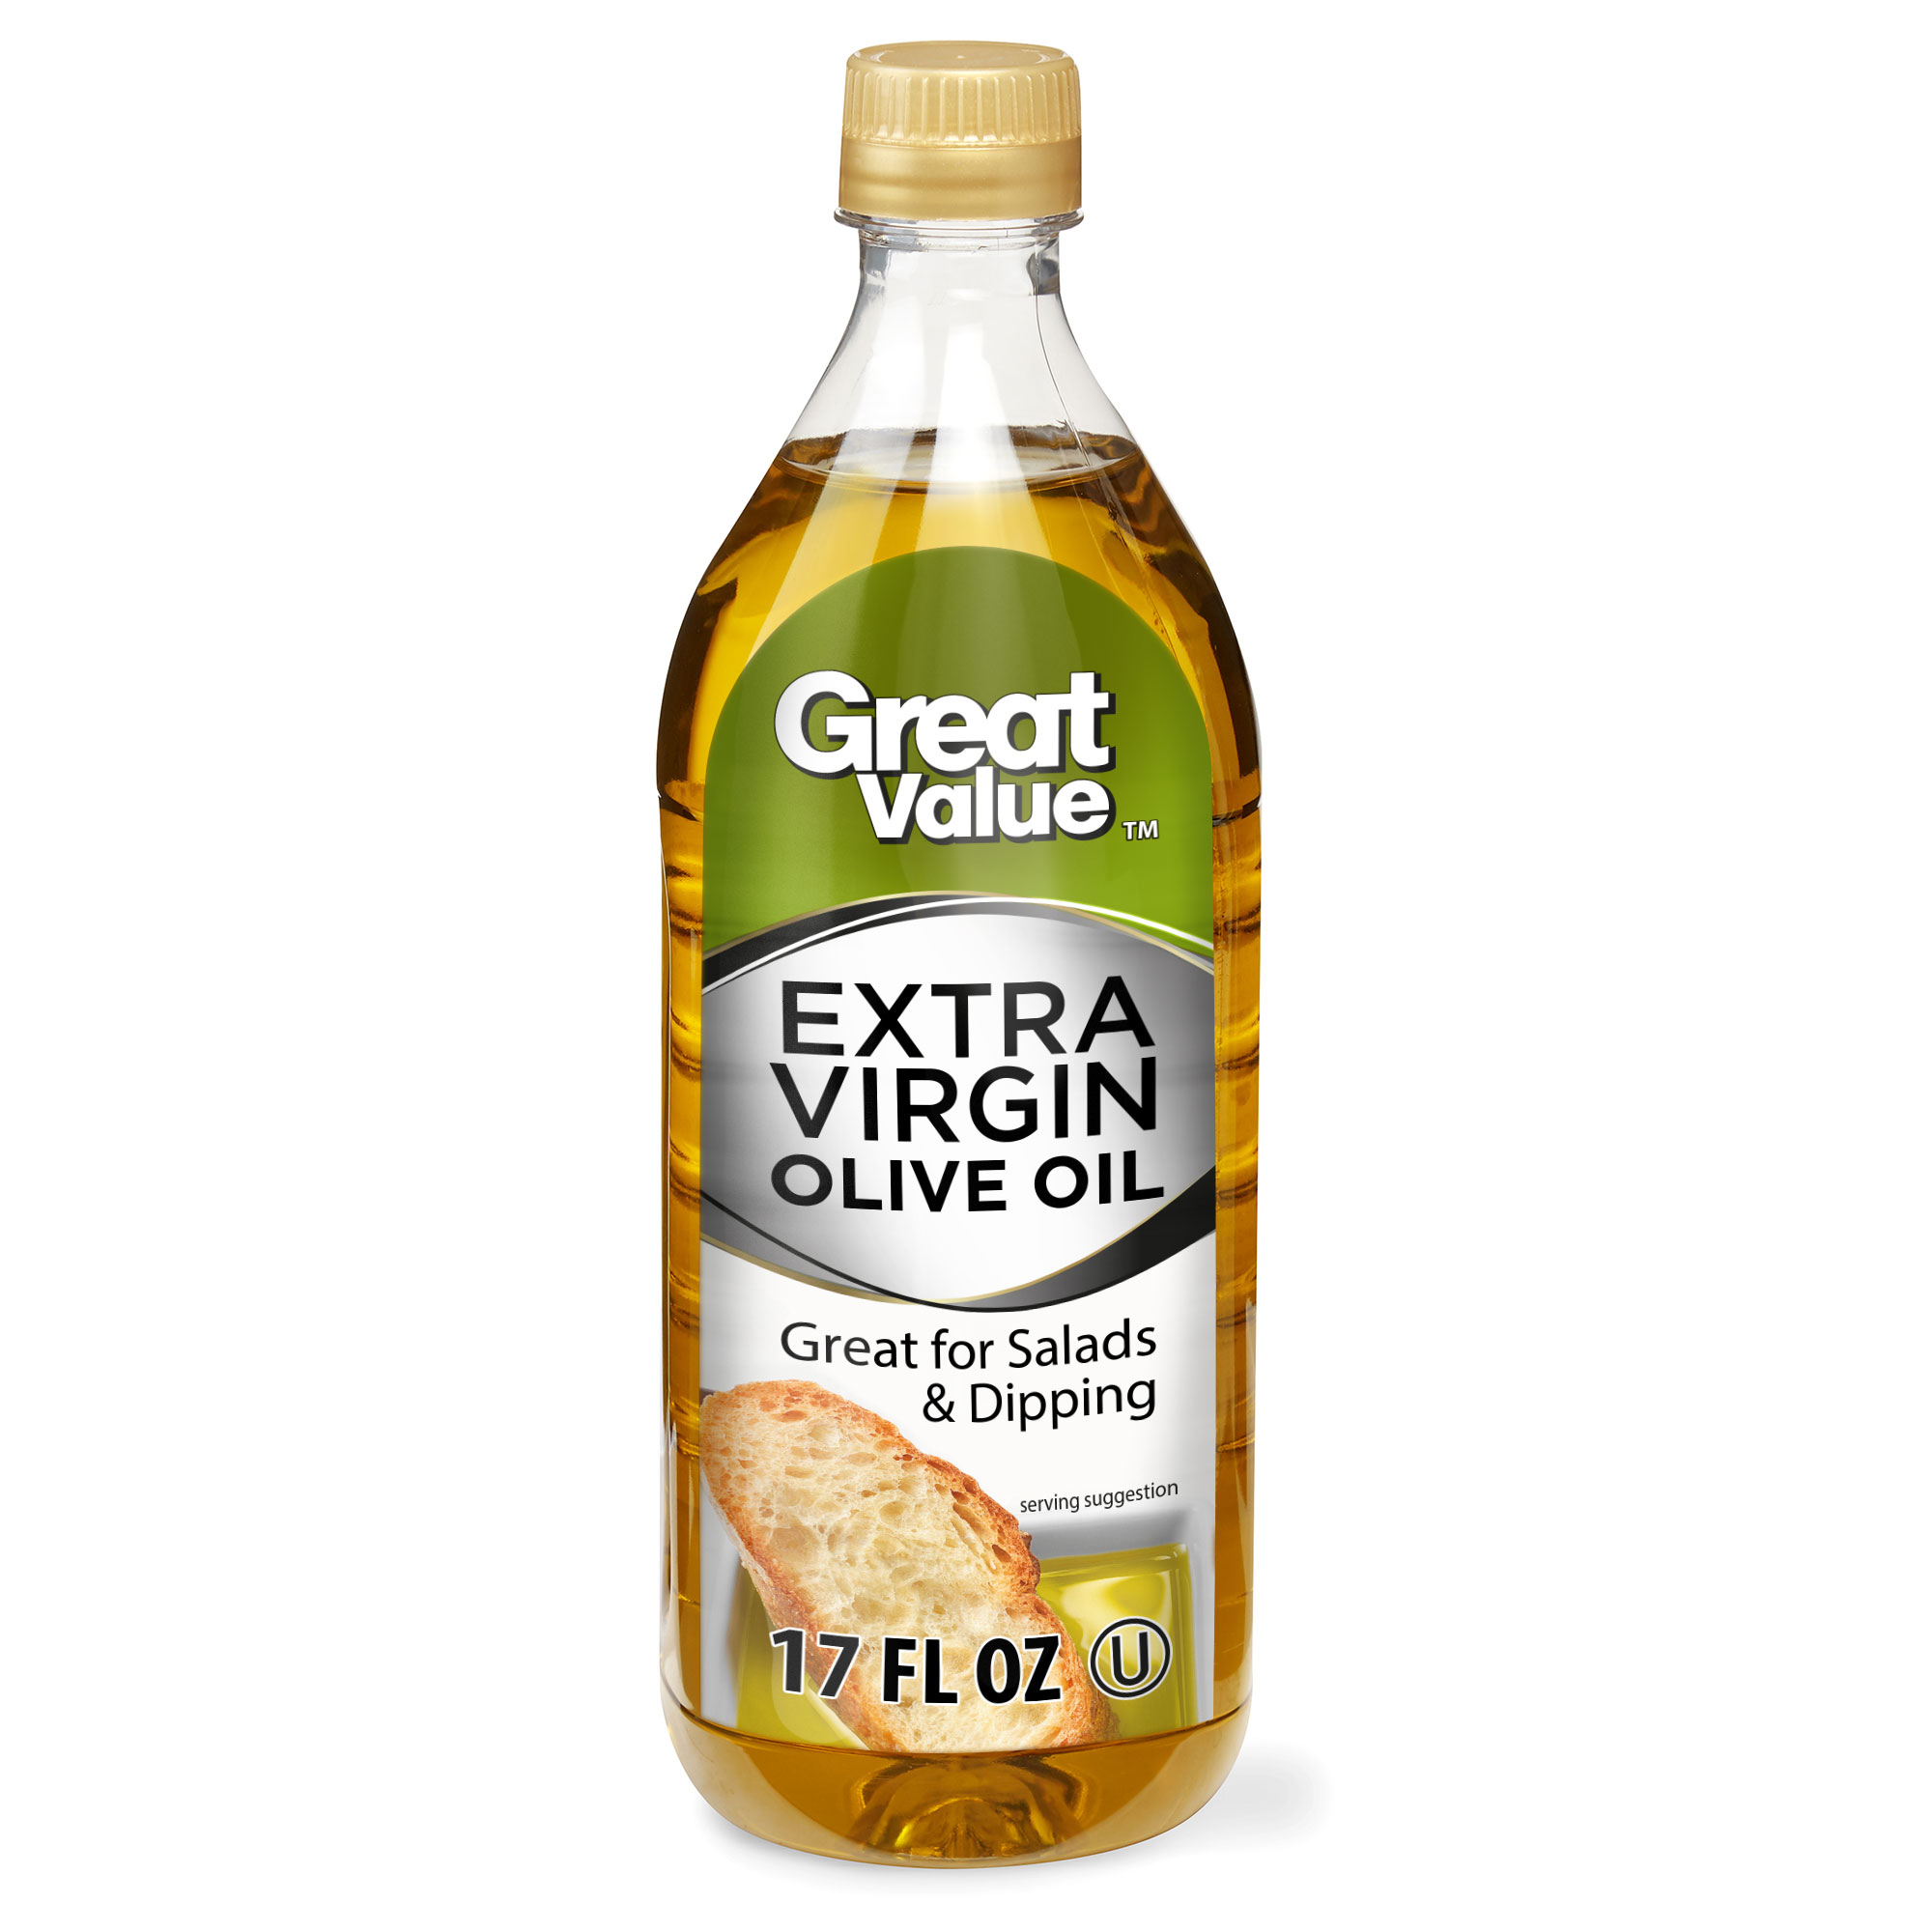 Great
Value ™
EXTRA
VIRGIN
OLIVE OIL
Great for Salads
& Dipping
serving suggestion
17 FL OZ U